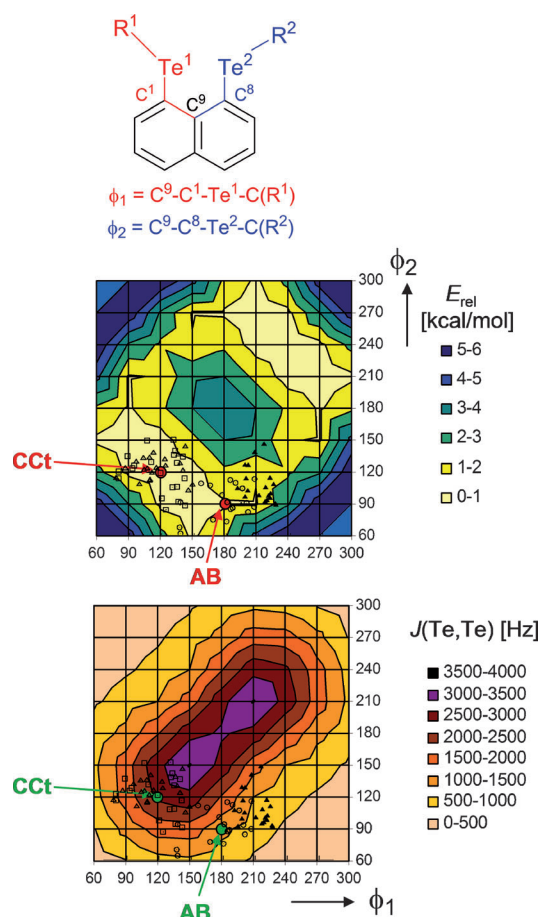 R¹
R²
Te¹
Te²
C¹
C⁹
C⁸
ϕ₁ = C⁹-C¹-Te¹-C(R¹)
ϕ₂ = C⁹-C⁸-Te²-C(R²)
ϕ₂
300
270
240
210
180
150
120
90
60
60 90 120 150 180 210 240 270 300
CCt
AB
E_rel
[kcal/mol]
5-6
4-5
3-4
2-3
1-2
0-1
300
270
240
210
180
150
120
90
60
60 90 120 150 180 210 240 270 300
ϕ₁
CCt
AB
J(Te,Te) [Hz]
3500-4000
3000-3500
2500-3000
2000-2500
1500-2000
1000-1500
500-1000
0-500